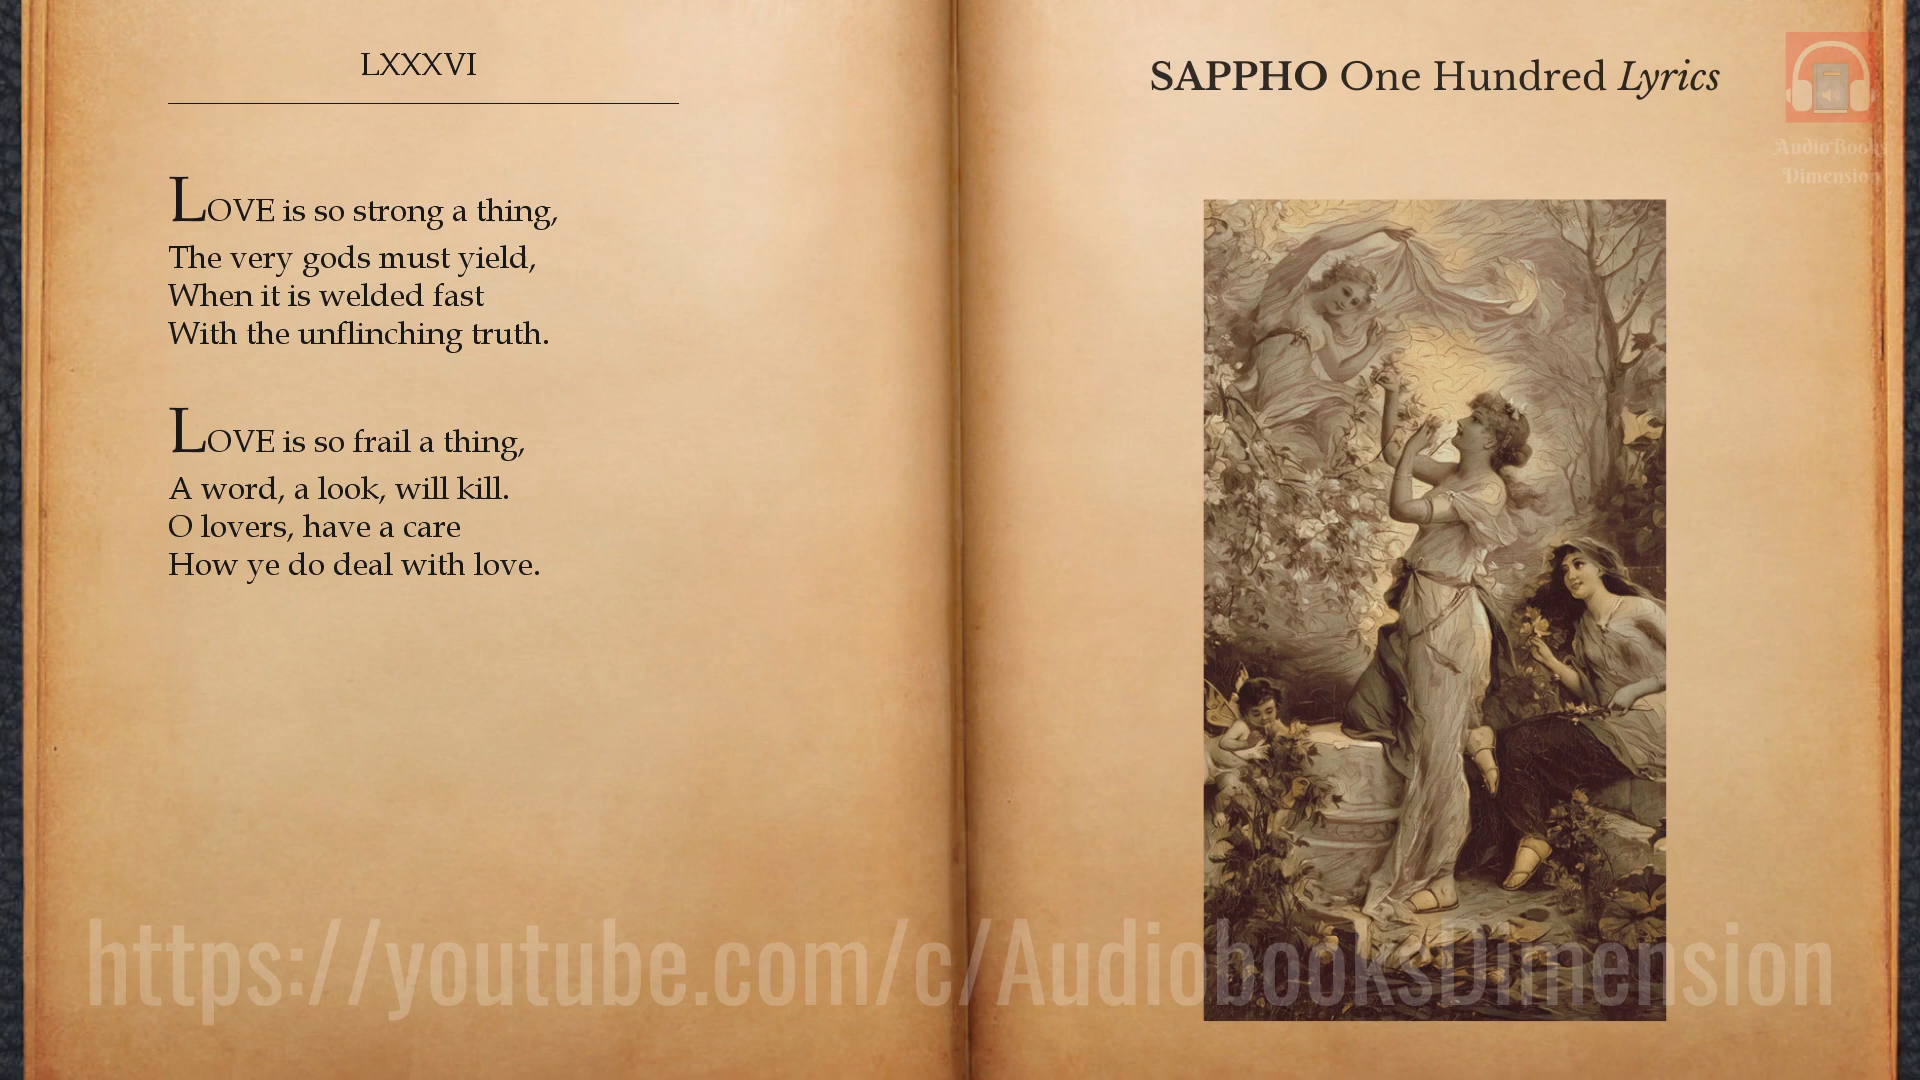 LXXXVI
LOVE is so strong a thing,
The very gods must yield,
When it is welded fast
With the unflinching truth.
LOVE is so frail a thing,
A word, a look, will kill.
O lovers, have a care
How ye do deal with love.
SAPPHO One Hundred Lyrics
AudioBooks
Dimension
https://youtube.com/c/AudiobooksDimension